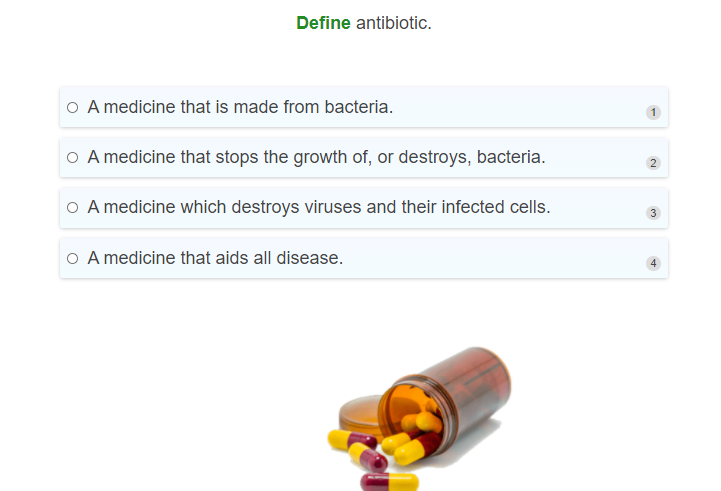 Define antibiotic.
A medicine that is made from bacteria.
1
A medicine that stops the growth of, or destroys, bacteria.
2
A medicine which destroys viruses and their infected cells.
3
A medicine that aids all disease.
4